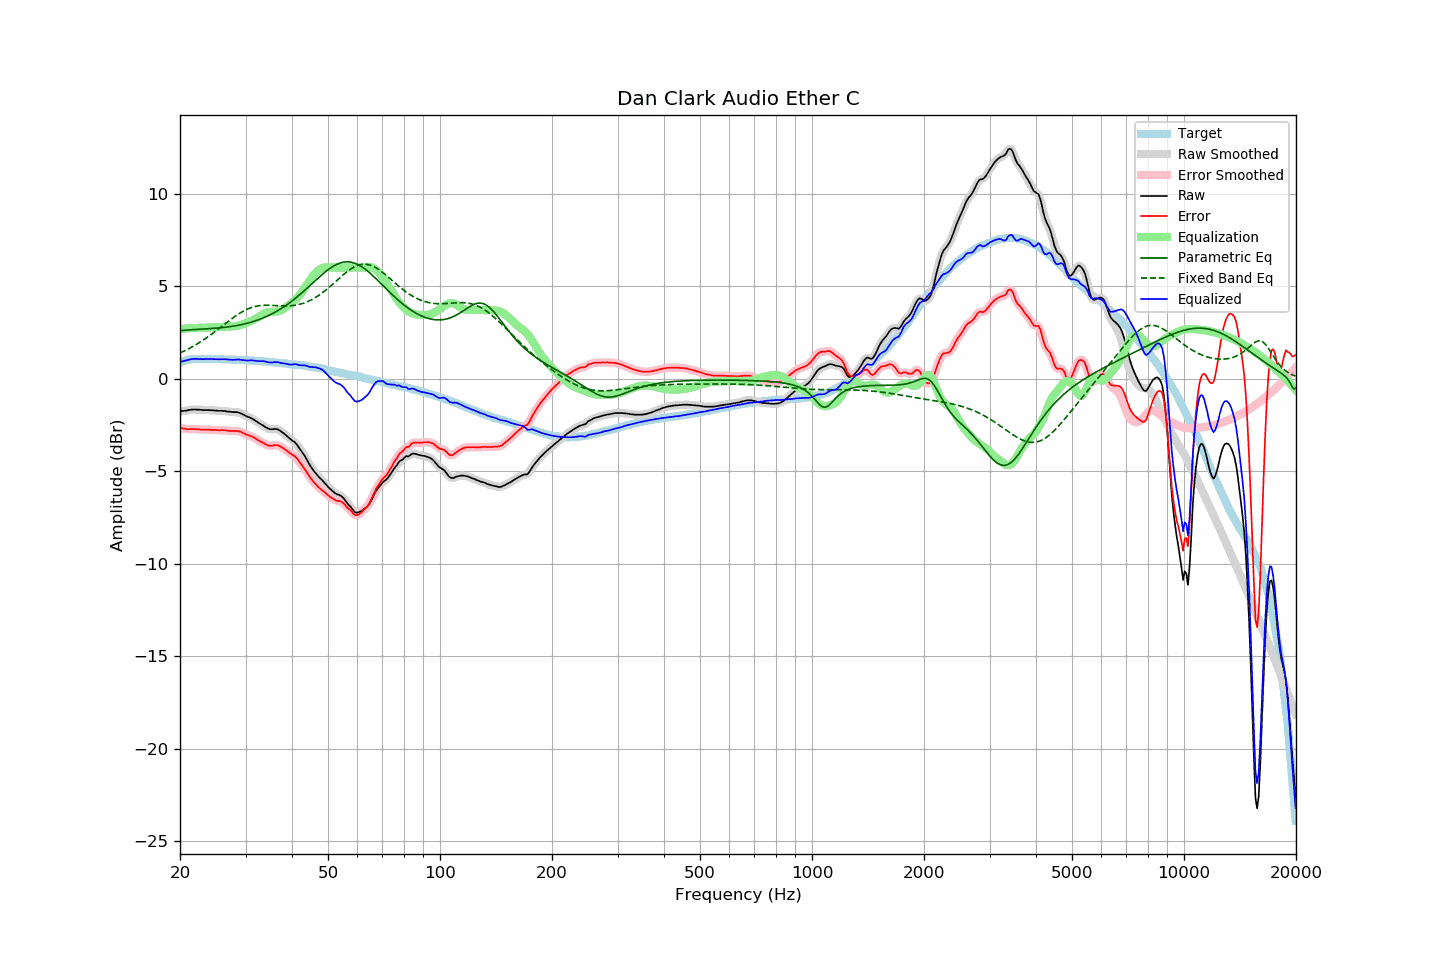 Dan Clark Audio Ether C
Target
Raw Smoothed
Error Smoothed
Raw
Error
Equalization
Parametric Eq
Fixed Band Eq
Equalized
10
5
0
−5
−10
−15
−20
−25
Amplitude (dBr)
20 50 100 200 500 1000 2000 5000 10000 20000
Frequency (Hz)